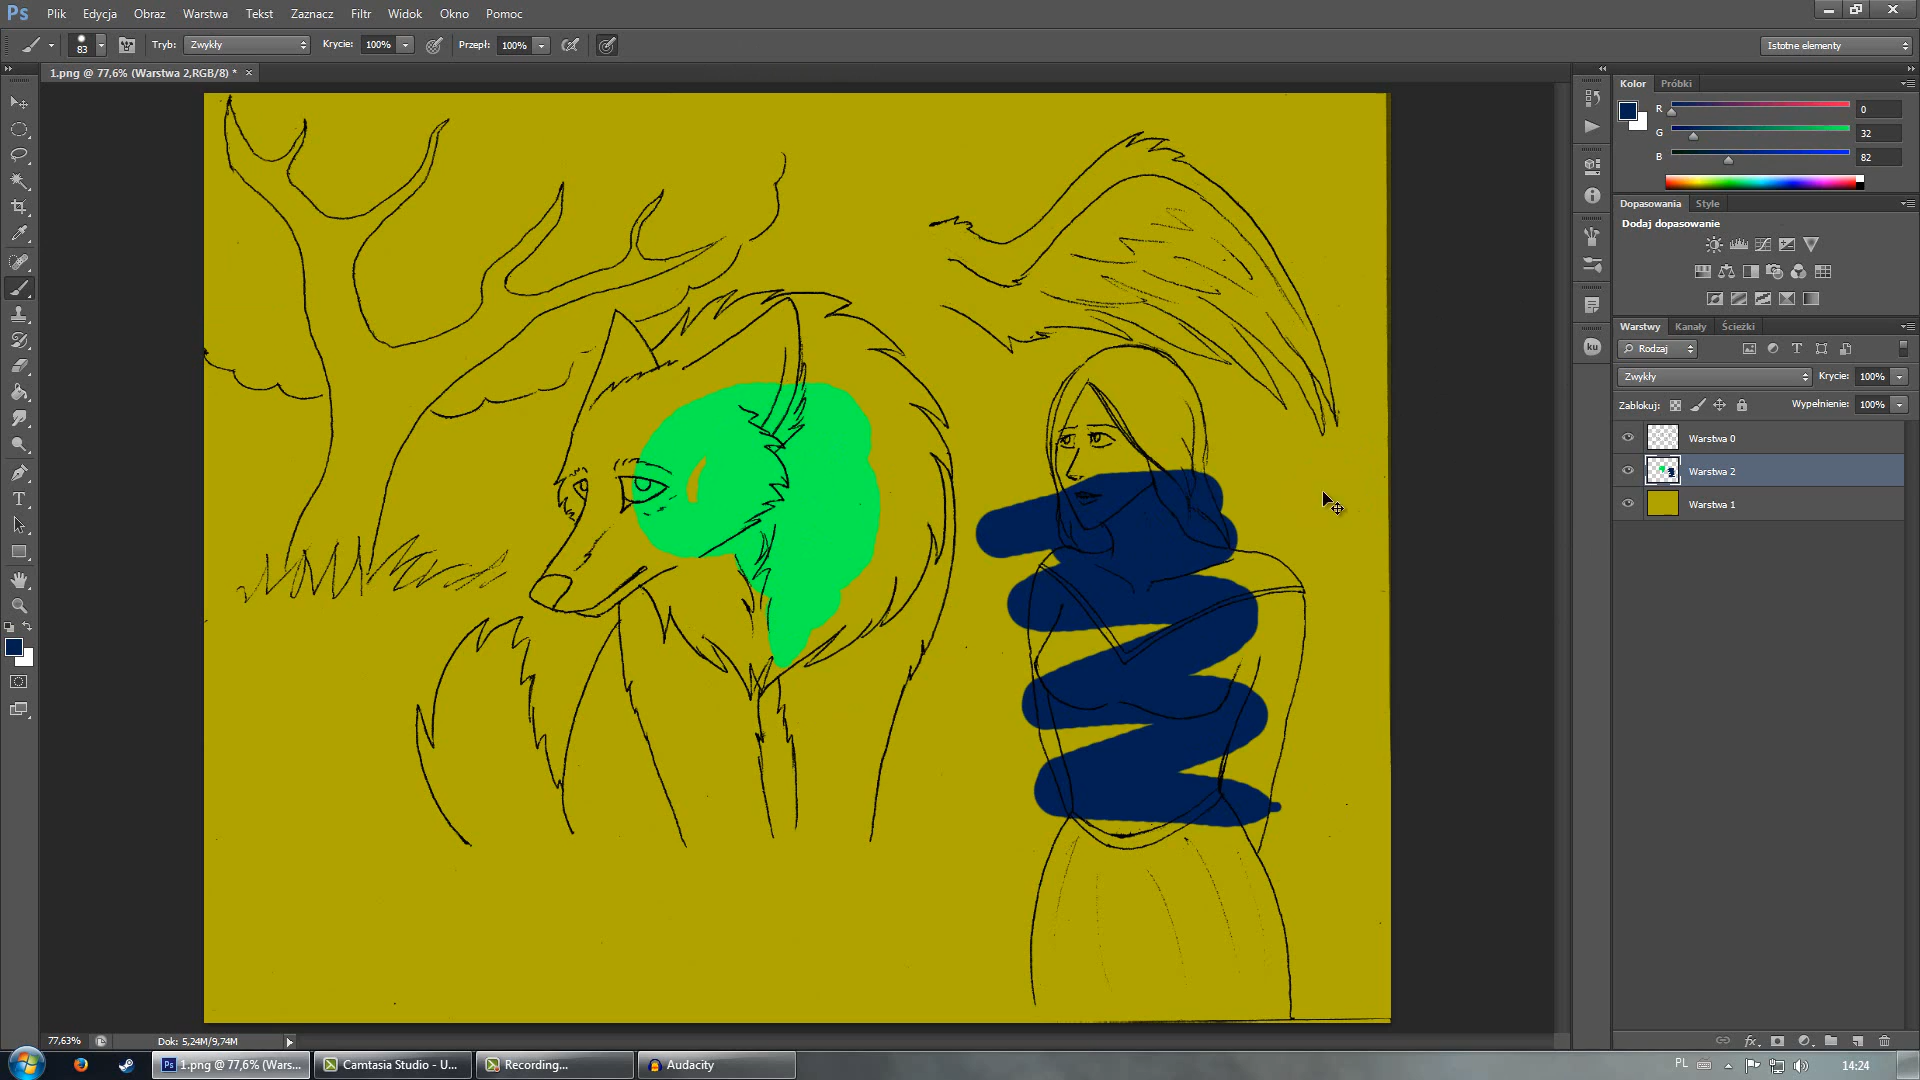 Ps Plik Edycja Obraz Warstwa Tekst Zaznacz Filtr Widok Okno Pomoc
83 Tryb: Zwykły Krycie: 100% Przepł: 100% Istotne elementy
1.png @ 77,6% (Warstwa 2,RGB/8) * ×
Kolor Próbki
R 0
G 32
B 82
Dopasowania Style
Dodaj dopasowanie
Warstwy Kanały Ścieżki
Rodzaj
Zwykły Krycie: 100%
Zablokuj: Wypełnienie: 100%
Warstwa 0
Warstwa 2
Warstwa 1
ku
77,63% Dok: 5,24M/9,74M
Ps 1.png @ 77,6% (Wars... Camtasia Studio - U... Recording... Audacity PL 14:24